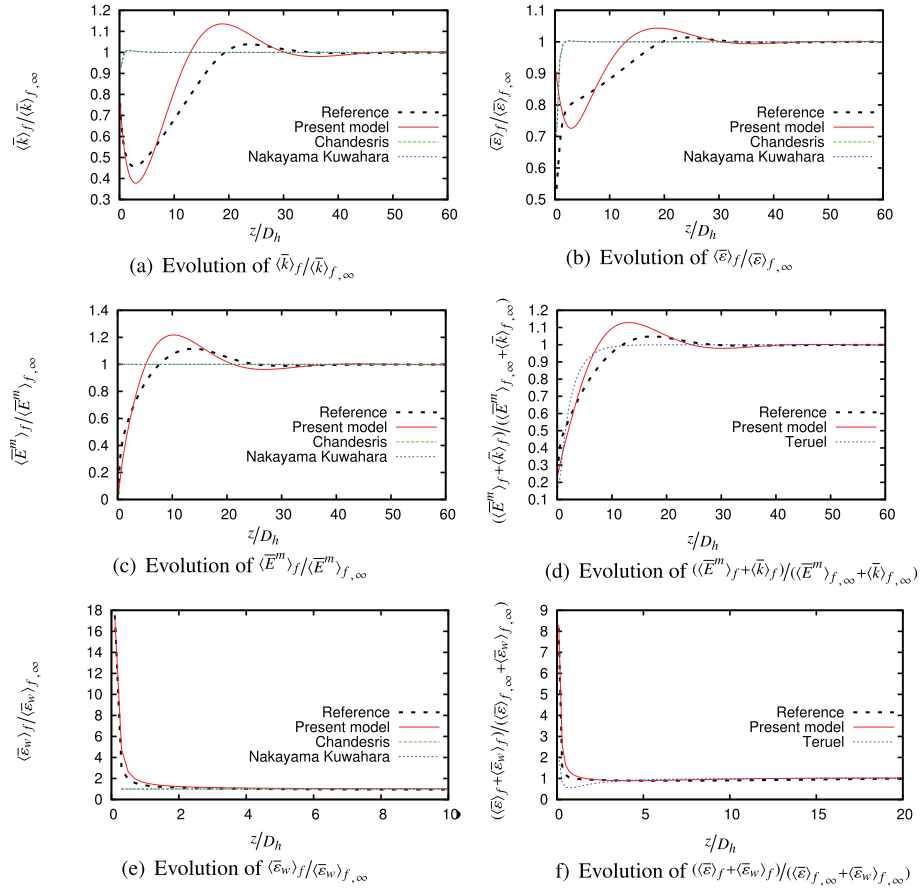 ⟨k̄⟩f/⟨k̄⟩f,∞
1.2
1.1
1
0.9
0.8
0.7
0.6
0.5
0.4
0.3
Reference
Present model
Chandesris
Nakayama Kuwahara
0 10 20 30 40 50 60
z/Dh
(a) Evolution of ⟨k̄⟩f/⟨k̄⟩f,∞
⟨ε̄⟩f/⟨ε̄⟩f,∞
1.1
1
0.9
0.8
0.7
0.6
0.5
Reference
Present model
Chandesris
Nakayama Kuwahara
0 10 20 30 40 50 60
z/Dh
(b) Evolution of ⟨ε̄⟩f/⟨ε̄⟩f,∞
⟨Ē^m⟩f/⟨Ē^m⟩f,∞
1.4
1.2
1
0.8
0.6
0.4
0.2
0
Reference
Present model
Chandesris
Nakayama Kuwahara
0 10 20 30 40 50 60
z/Dh
(c) Evolution of ⟨Ē^m⟩f/⟨Ē^m⟩f,∞
(⟨Ē^m⟩f+⟨k̄⟩f)/(⟨Ē^m⟩f,∞+⟨k̄⟩f,∞)
1.2
1.1
1
0.9
0.8
0.7
0.6
0.5
0.4
0.3
0.2
0.1
Reference
Present model
Teruel
0 10 20 30 40 50 60
z/Dh
(d) Evolution of (⟨Ē^m⟩f+⟨k̄⟩f)/(⟨Ē^m⟩f,∞+⟨k̄⟩f,∞)
⟨ε̄w⟩f/⟨ε̄w⟩f,∞
18
16
14
12
10
8
6
4
2
0
Reference
Present model
Chandesris
Nakayama Kuwahara
0 2 4 6 8 10
z/Dh
(e) Evolution of ⟨ε̄w⟩f/⟨ε̄w⟩f,∞
(⟨ε̄⟩f+⟨ε̄w⟩f)/(⟨ε̄⟩f,∞+⟨ε̄w⟩f,∞)
9
8
7
6
5
4
3
2
1
0
Reference
Present model
Teruel
0 5 10 15 20
z/Dh
f) Evolution of (⟨ε̄⟩f+⟨ε̄w⟩f)/(⟨ε̄⟩f,∞+⟨ε̄w⟩f,∞)